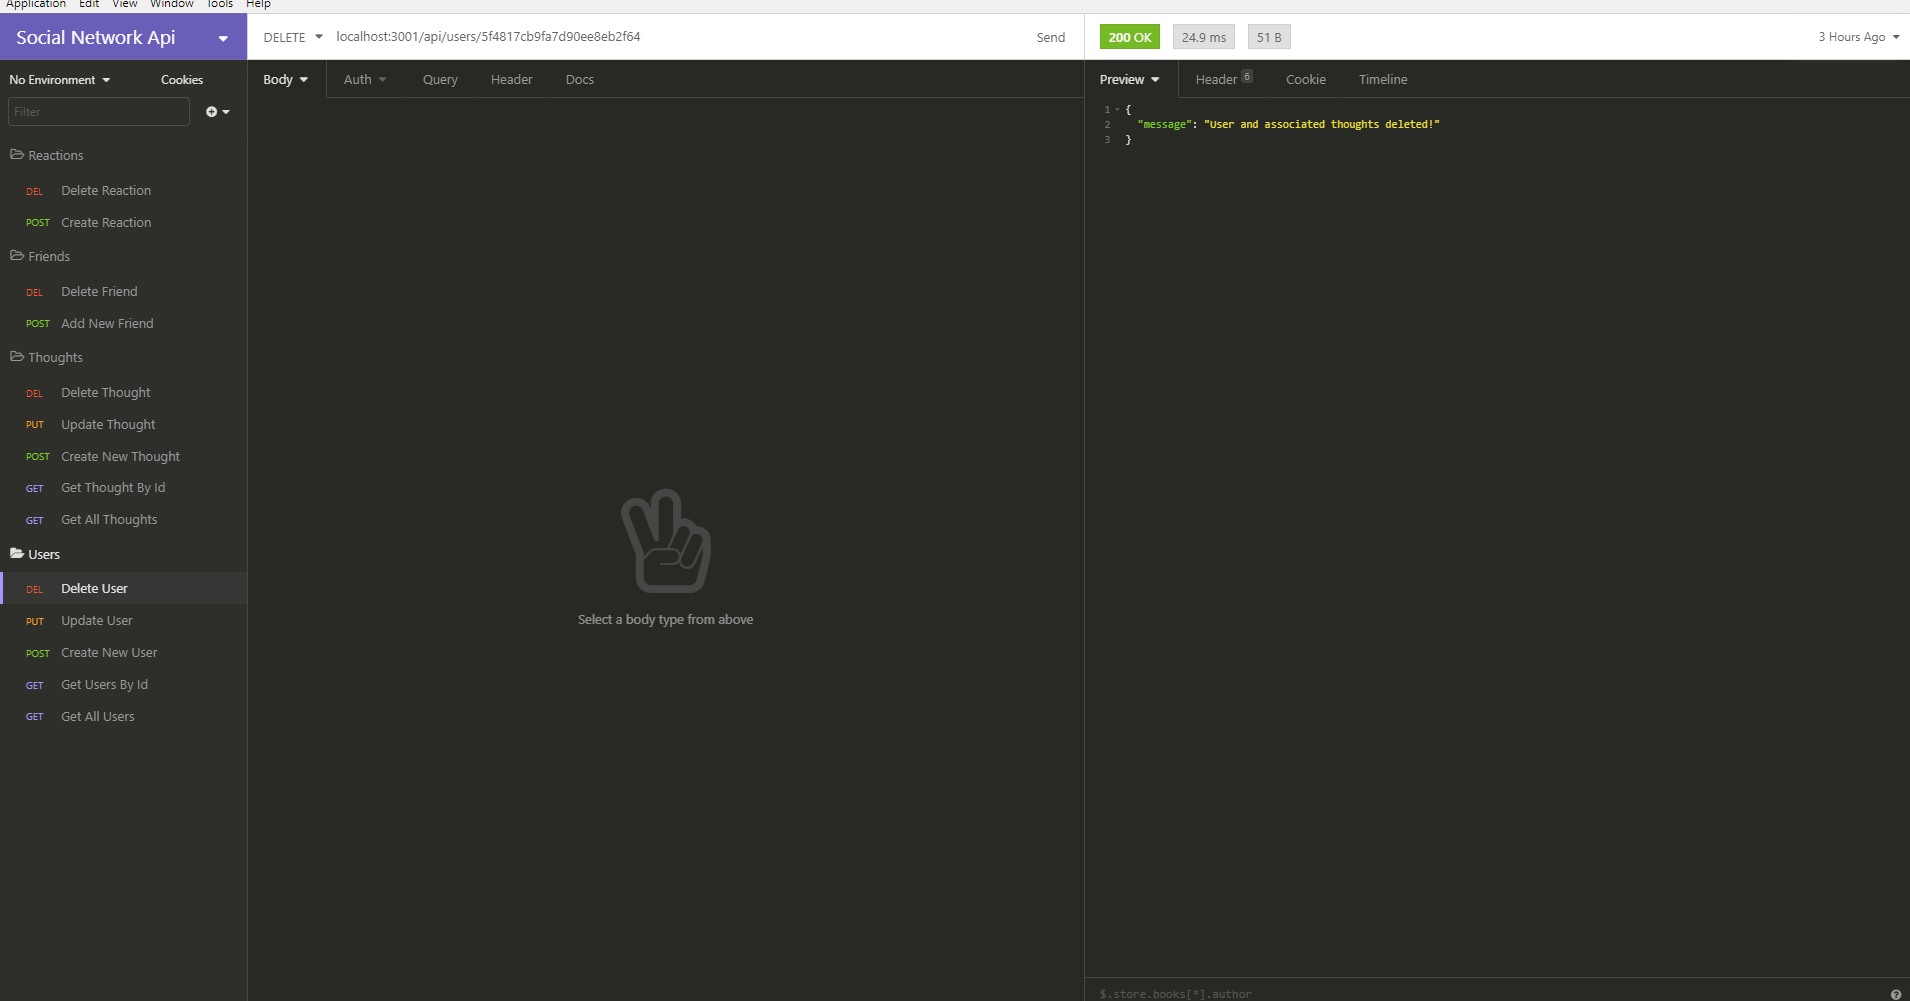 Application Edit View Window Tools Help
Social Network Api
DELETE localhost:3001/api/users/5f4817cb9fa7d90ee8eb2f64 Send
200 OK 24.9 ms 51 B 3 Hours Ago
No Environment Cookies
Body Auth Query Header Docs
Preview Header 6 Cookie Timeline
Filter
1 {
2 "message": "User and associated thoughts deleted!"
3 }
Reactions
DEL Delete Reaction
POST Create Reaction
Friends
DEL Delete Friend
POST Add New Friend
Thoughts
DEL Delete Thought
PUT Update Thought
POST Create New Thought
GET Get Thought By Id
GET Get All Thoughts
Users
DEL Delete User
PUT Update User
POST Create New User
GET Get Users By Id
GET Get All Users
Select a body type from above
$.store.books[*].author